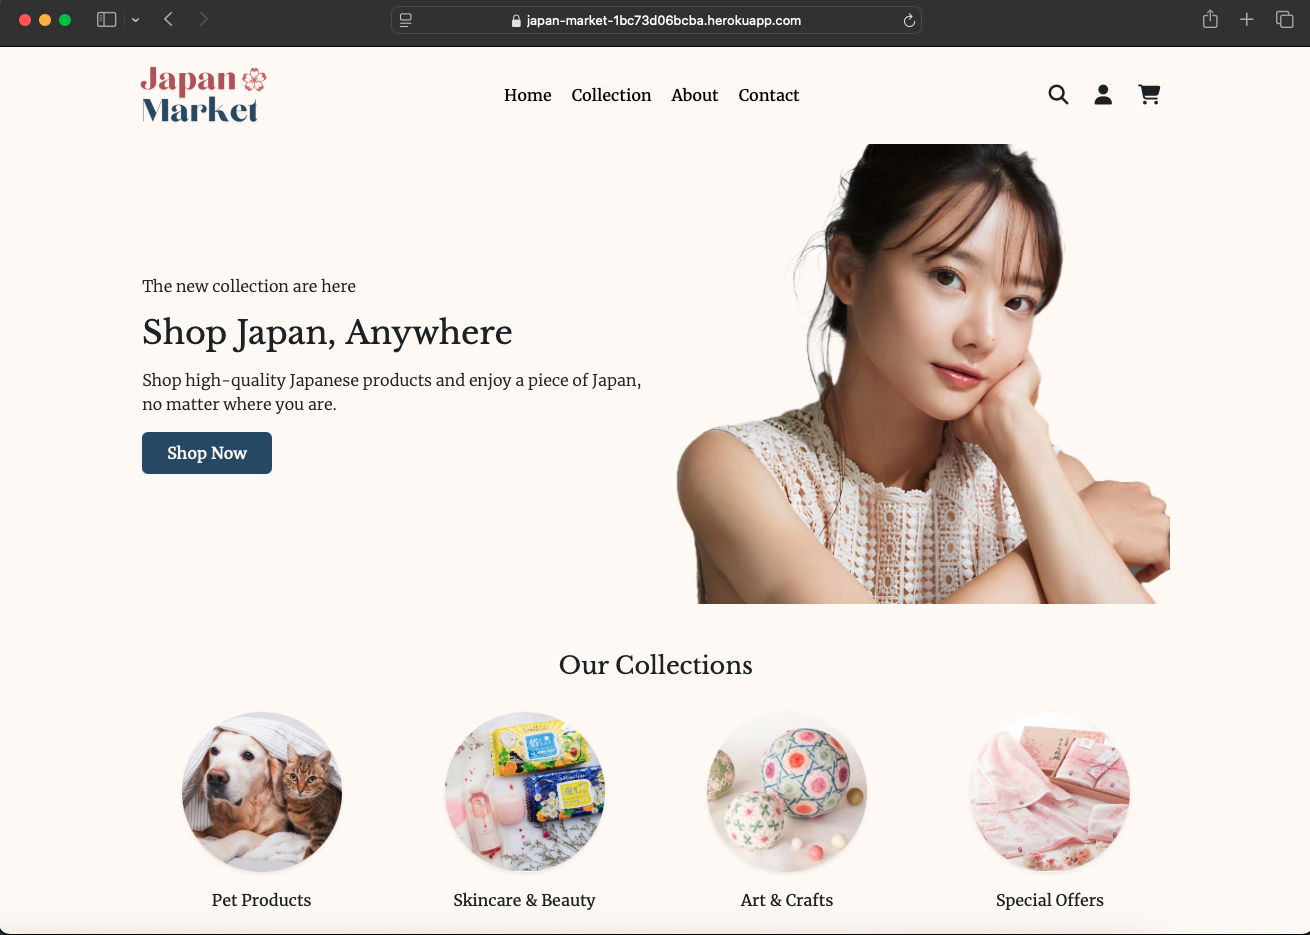 japan-market-1bc73d06bcba.herokuapp.com
Japan
Market
Home Collection About Contact
The new collection are here
Shop Japan, Anywhere
Shop high-quality Japanese products and enjoy a piece of Japan,
no matter where you are.
Shop Now
Our Collections
Pet Products Skincare & Beauty Art & Crafts Special Offers